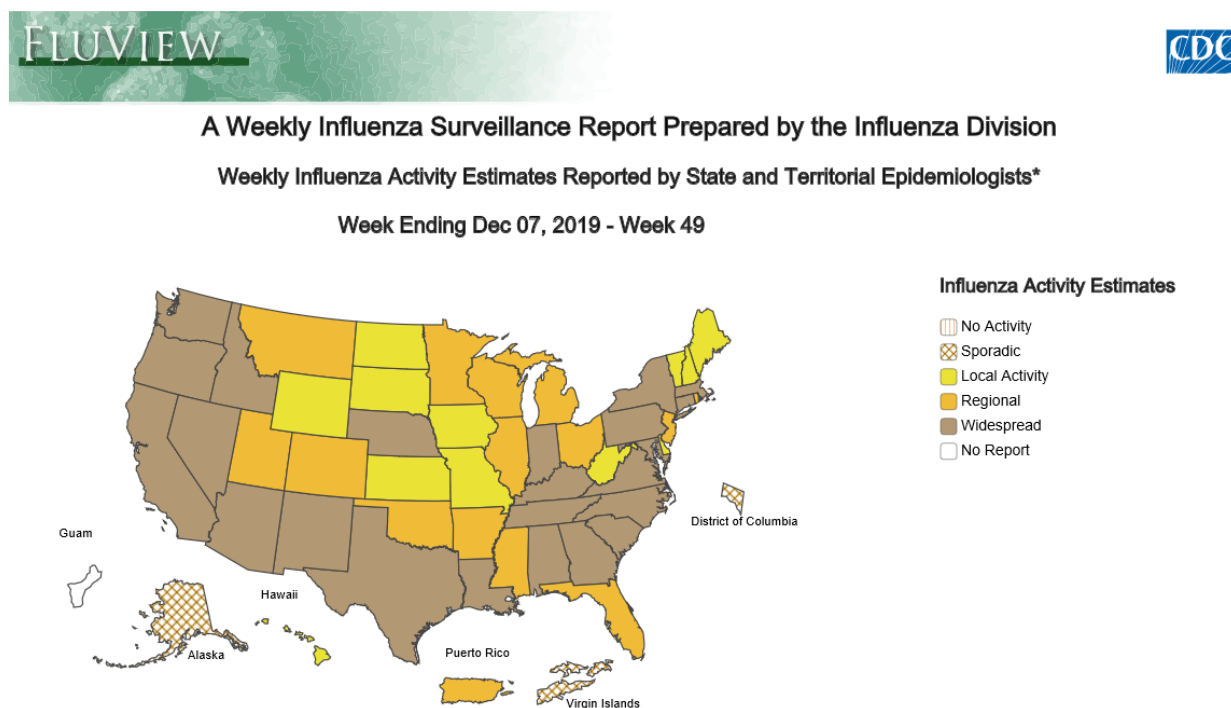 FLUVIEW
CDC
A Weekly Influenza Surveillance Report Prepared by the Influenza Division
Weekly Influenza Activity Estimates Reported by State and Territorial Epidemiologists*
Week Ending Dec 07, 2019 - Week 49
Influenza Activity Estimates
No Activity
Sporadic
Local Activity
Regional
Widespread
No Report
District of Columbia
Guam
Hawaii
Alaska
Puerto Rico
Virgin Islands